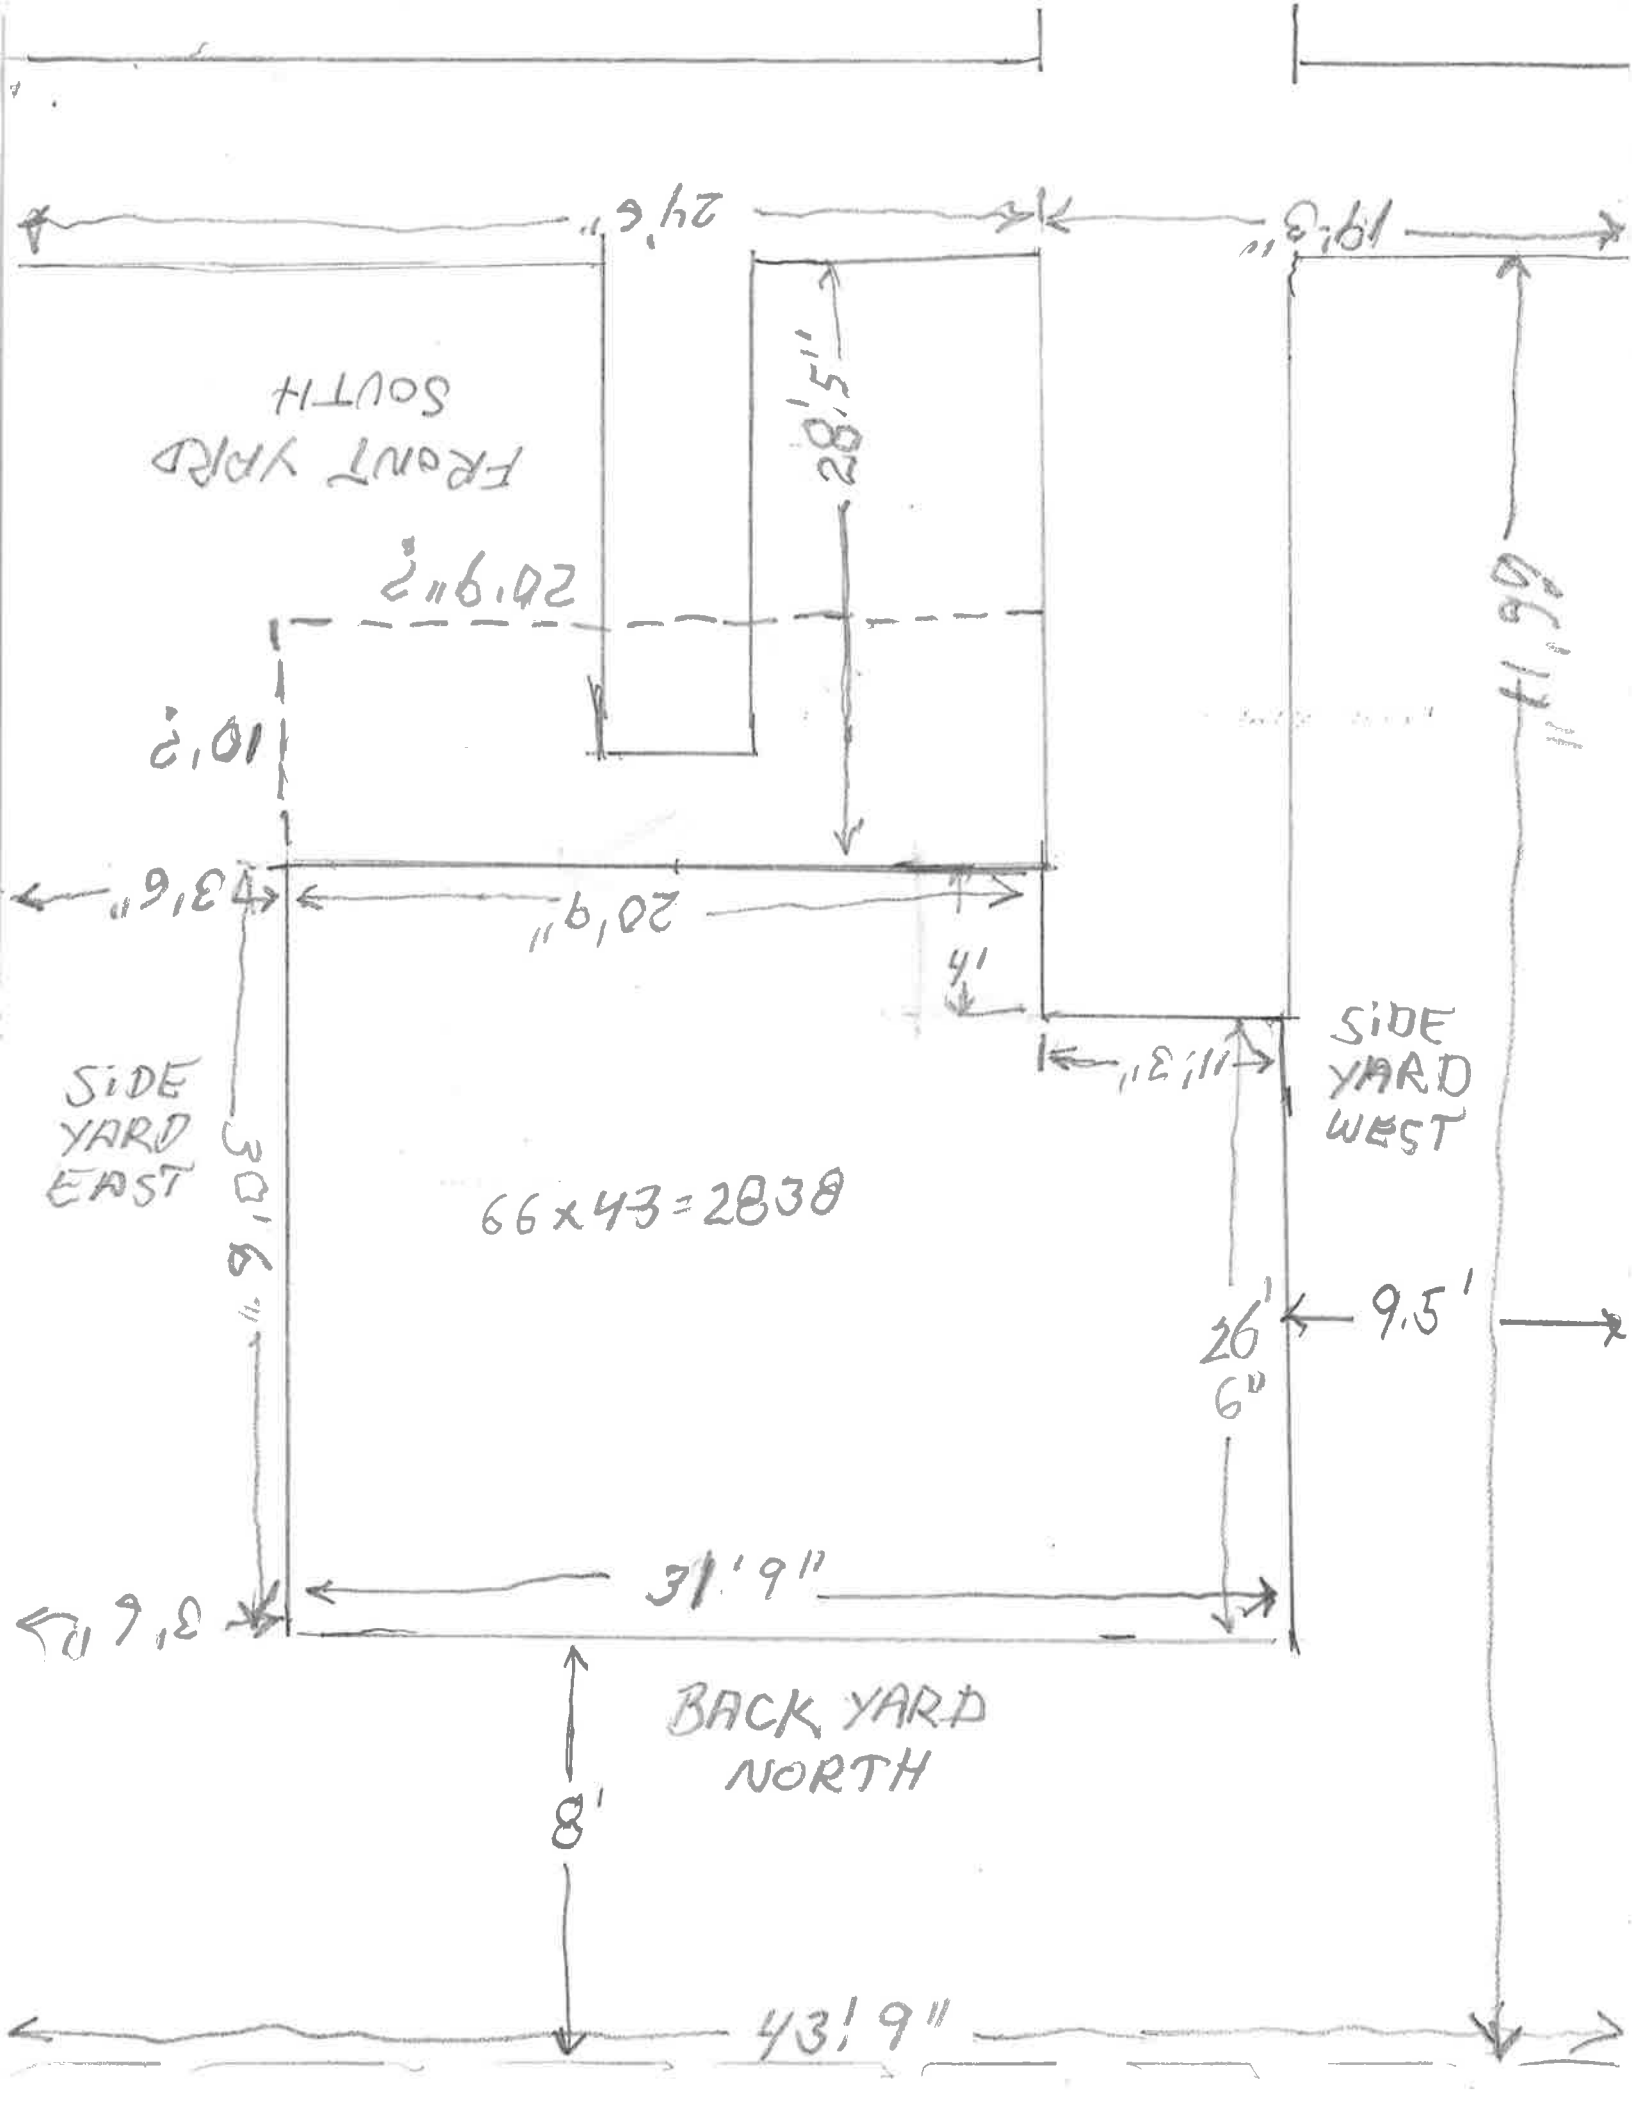 24'6"
19'3"
28'5"
FRONT YARD
SOUTH
20'9"?
66'11"
10'?
3'6"
20'9"
4'
11'3"
SiDE
YARD
WEST
SiDE
YARD
EAST
30'6"
66x43=2838
26'
6"
9.5'
31'9"
3'6"
BACK YARD
NORTH
8'
43'9"